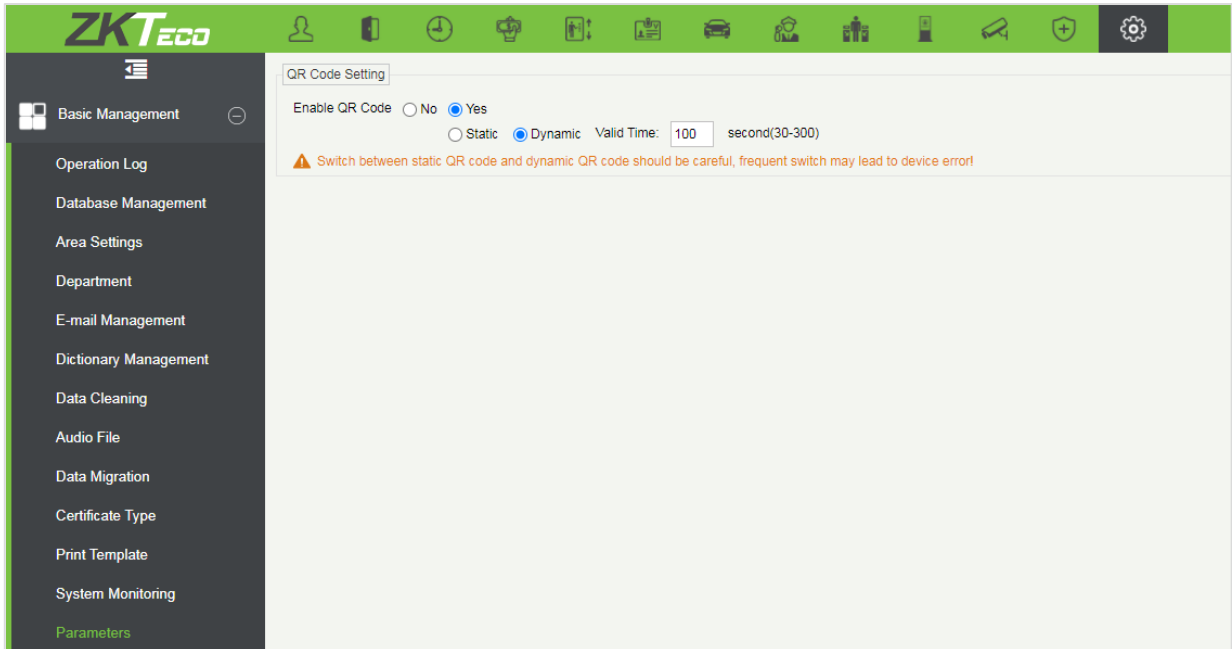 ZKTeco
QR Code Setting
Basic Management
Enable QR Code No Yes
Static Dynamic Valid Time: 100 second(30-300)
Switch between static QR code and dynamic QR code should be careful, frequent switch may lead to device error!
Operation Log
Database Management
Area Settings
Department
E-mail Management
Dictionary Management
Data Cleaning
Audio File
Data Migration
Certificate Type
Print Template
System Monitoring
Parameters